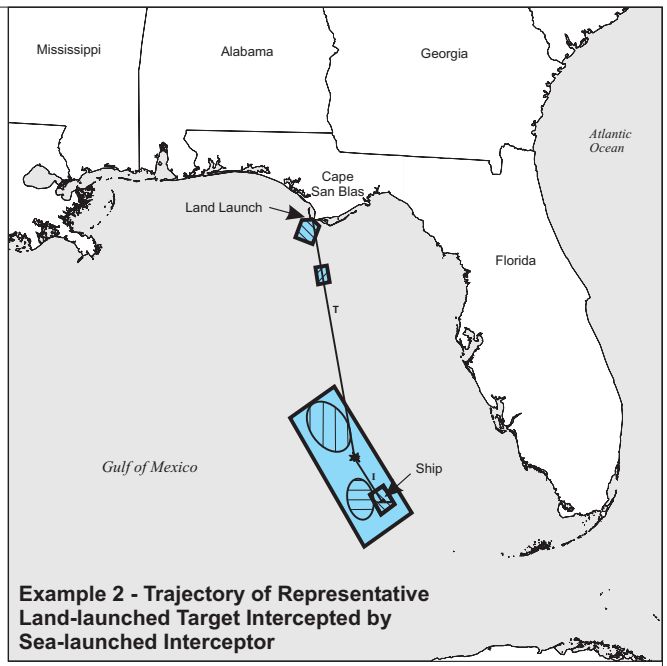 Mississippi
Alabama
Georgia
Atlantic
Ocean
Cape
San Blas
Land Launch
Florida
T
Gulf of Mexico
I
Ship
Example 2 - Trajectory of Representative
Land-launched Target Intercepted by
Sea-launched Interceptor